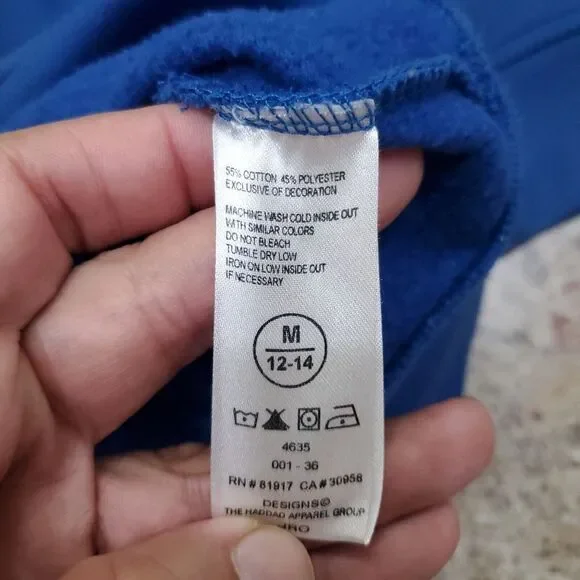 55% COTTON 45% POLYESTER
EXCLUSIVE OF DECORATION
MACHINE WASH COLD INSIDE OUT
WITH SIMILAR COLORS
DO NOT BLEACH
TUMBLE DRY LOW
IRON ON LOW INSIDE OUT
IF NECESSARY
M
12-14
4635
001 - 36
RN # 81917 CA # 30958
DESIGNS©
THE HADDAD APPAREL GROUP